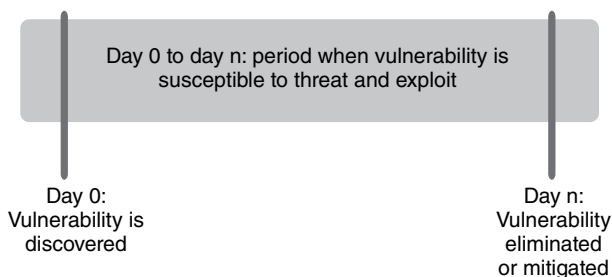 Day 0 to day n: period when vulnerability is
susceptible to threat and exploit
Day 0:
Vulnerability is
discovered
Day n:
Vulnerability
eliminated
or mitigated